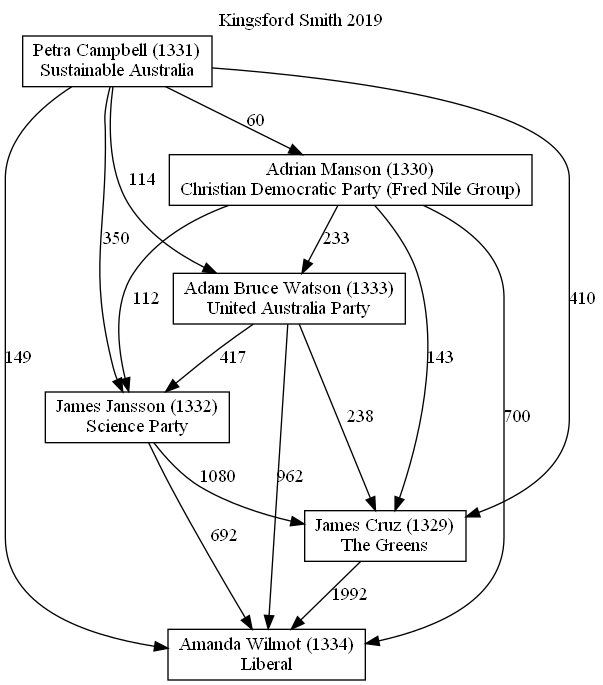 Kingsford Smith 2019
Petra Campbell (1331)
Sustainable Australia
60
Adrian Manson (1330)
Christian Democratic Party (Fred Nile Group)
114
350
233
Adam Bruce Watson (1333)
United Australia Party
112
410
149
417
143
James Jansson (1332)
Science Party
238
700
1080
962
James Cruz (1329)
The Greens
692
1992
Amanda Wilmot (1334)
Liberal